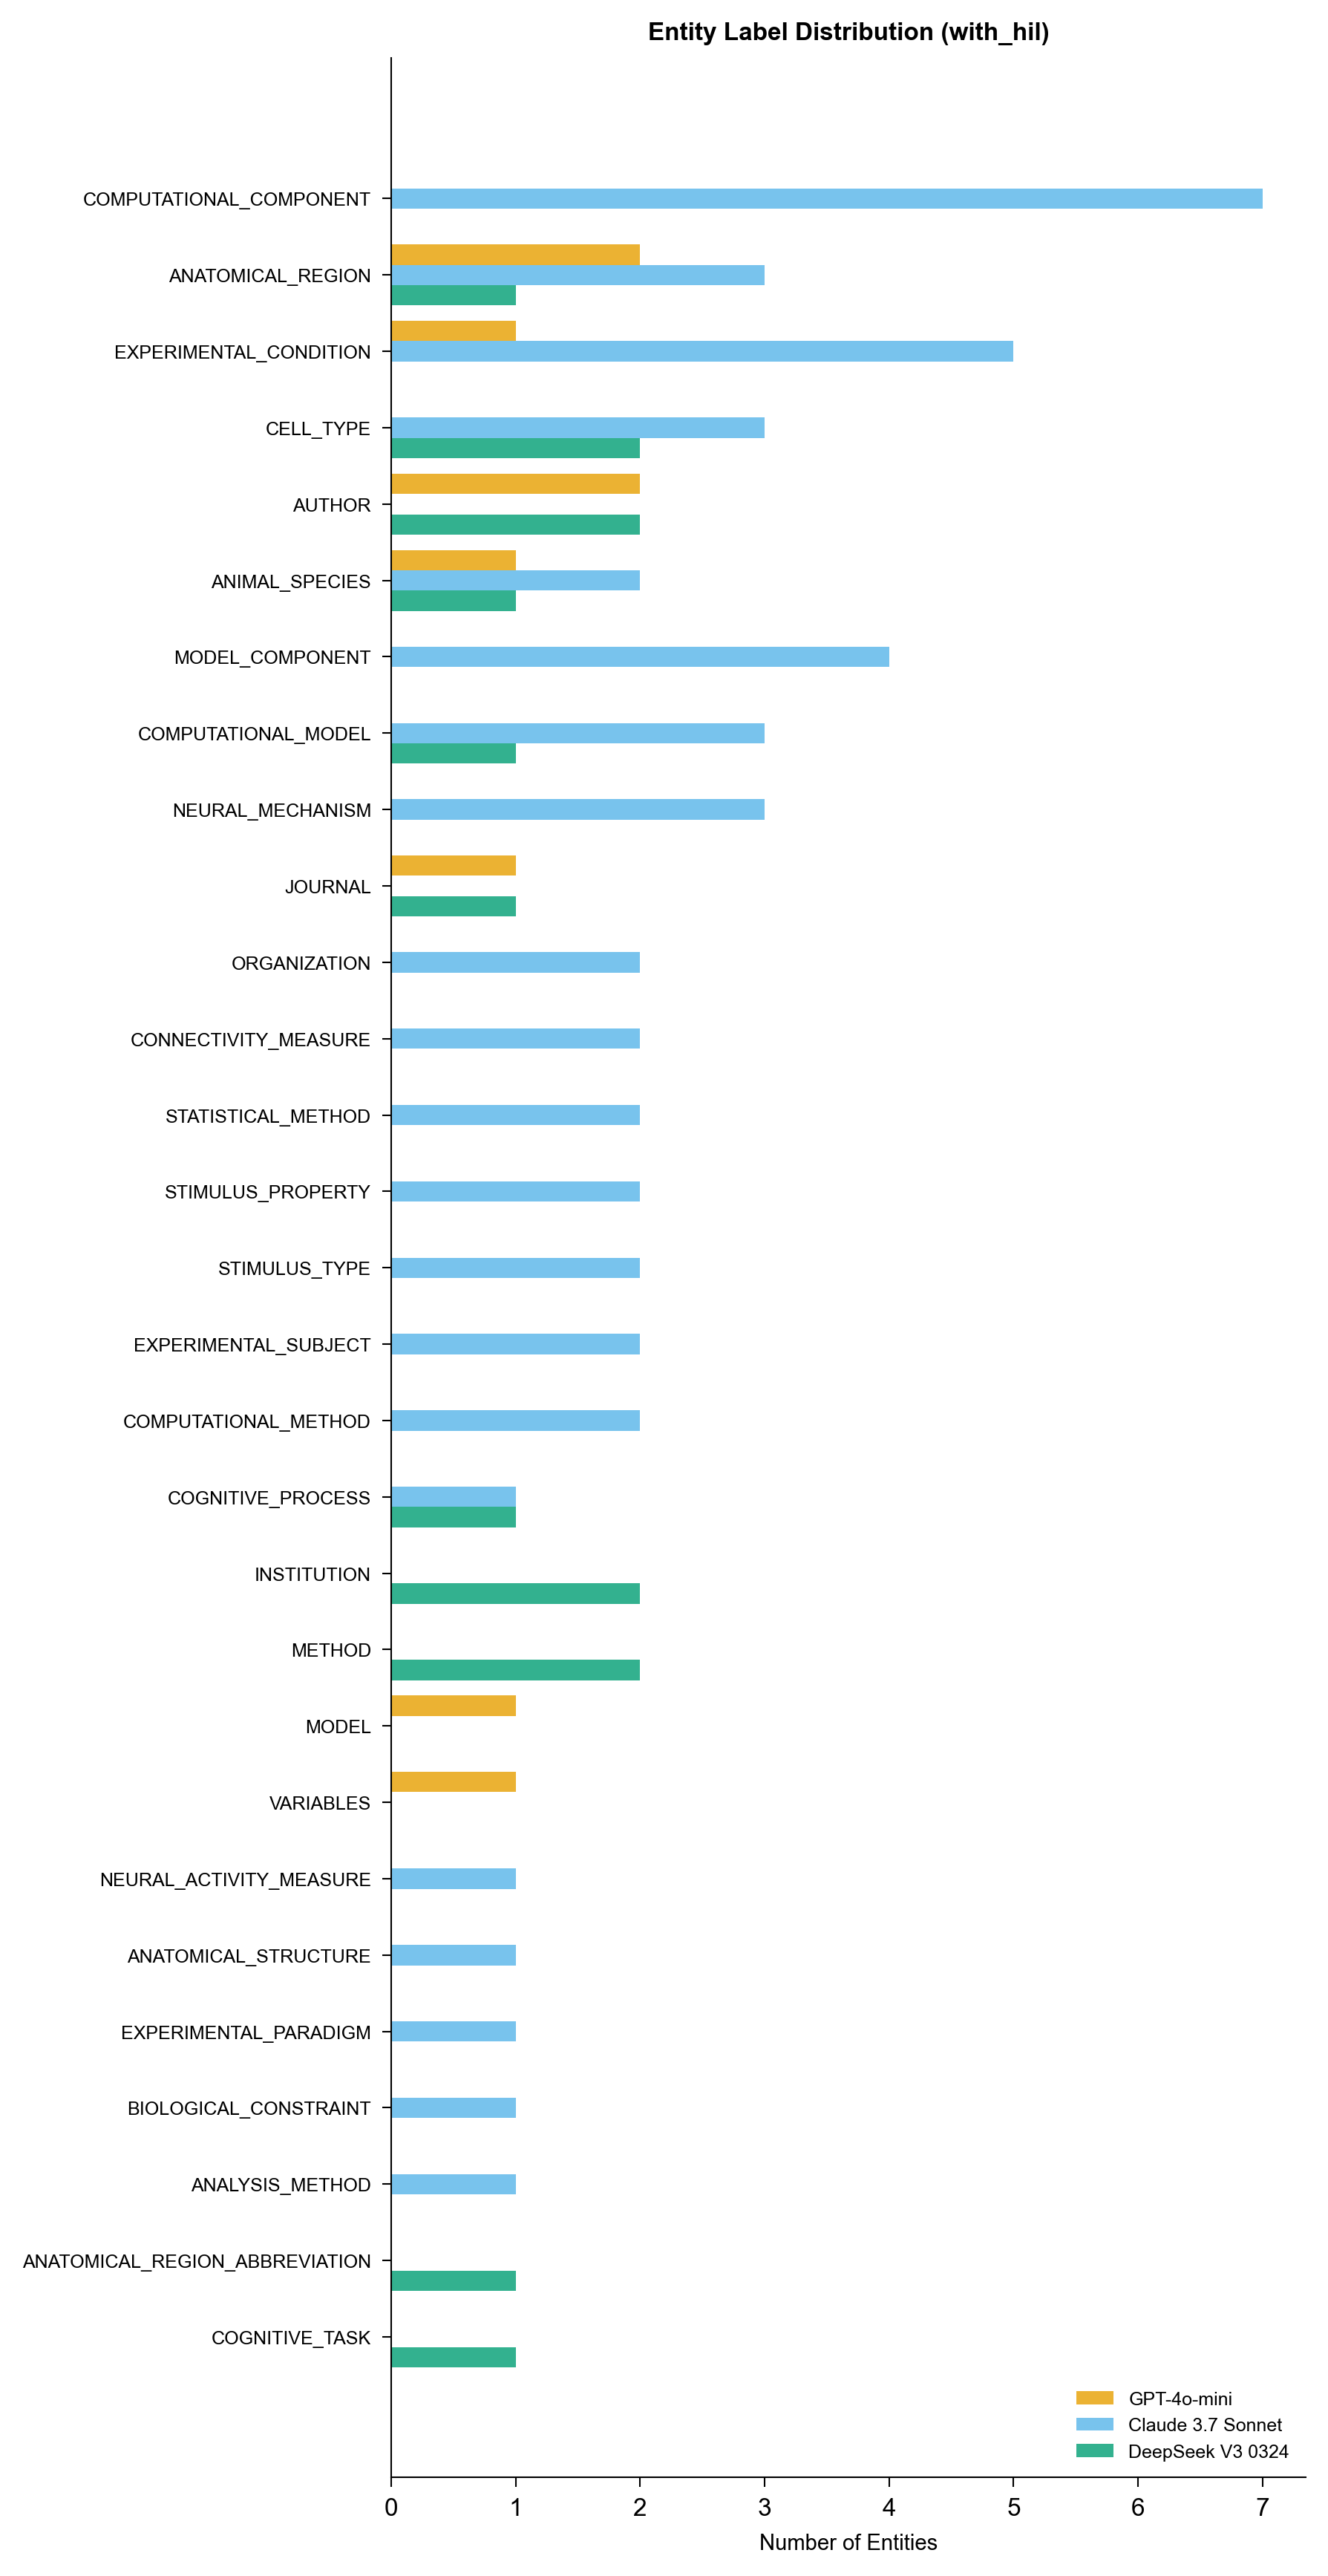 Entity Label Distribution (with_hil)
COMPUTATIONAL_COMPONENT
ANATOMICAL_REGION
EXPERIMENTAL_CONDITION
CELL_TYPE
AUTHOR
ANIMAL_SPECIES
MODEL_COMPONENT
COMPUTATIONAL_MODEL
NEURAL_MECHANISM
JOURNAL
ORGANIZATION
CONNECTIVITY_MEASURE
STATISTICAL_METHOD
STIMULUS_PROPERTY
STIMULUS_TYPE
EXPERIMENTAL_SUBJECT
COMPUTATIONAL_METHOD
COGNITIVE_PROCESS
INSTITUTION
METHOD
MODEL
VARIABLES
NEURAL_ACTIVITY_MEASURE
ANATOMICAL_STRUCTURE
EXPERIMENTAL_PARADIGM
BIOLOGICAL_CONSTRAINT
ANALYSIS_METHOD
ANATOMICAL_REGION_ABBREVIATION
COGNITIVE_TASK
GPT-4o-mini
Claude 3.7 Sonnet
DeepSeek V3 0324
0 1 2 3 4 5 6 7
Number of Entities